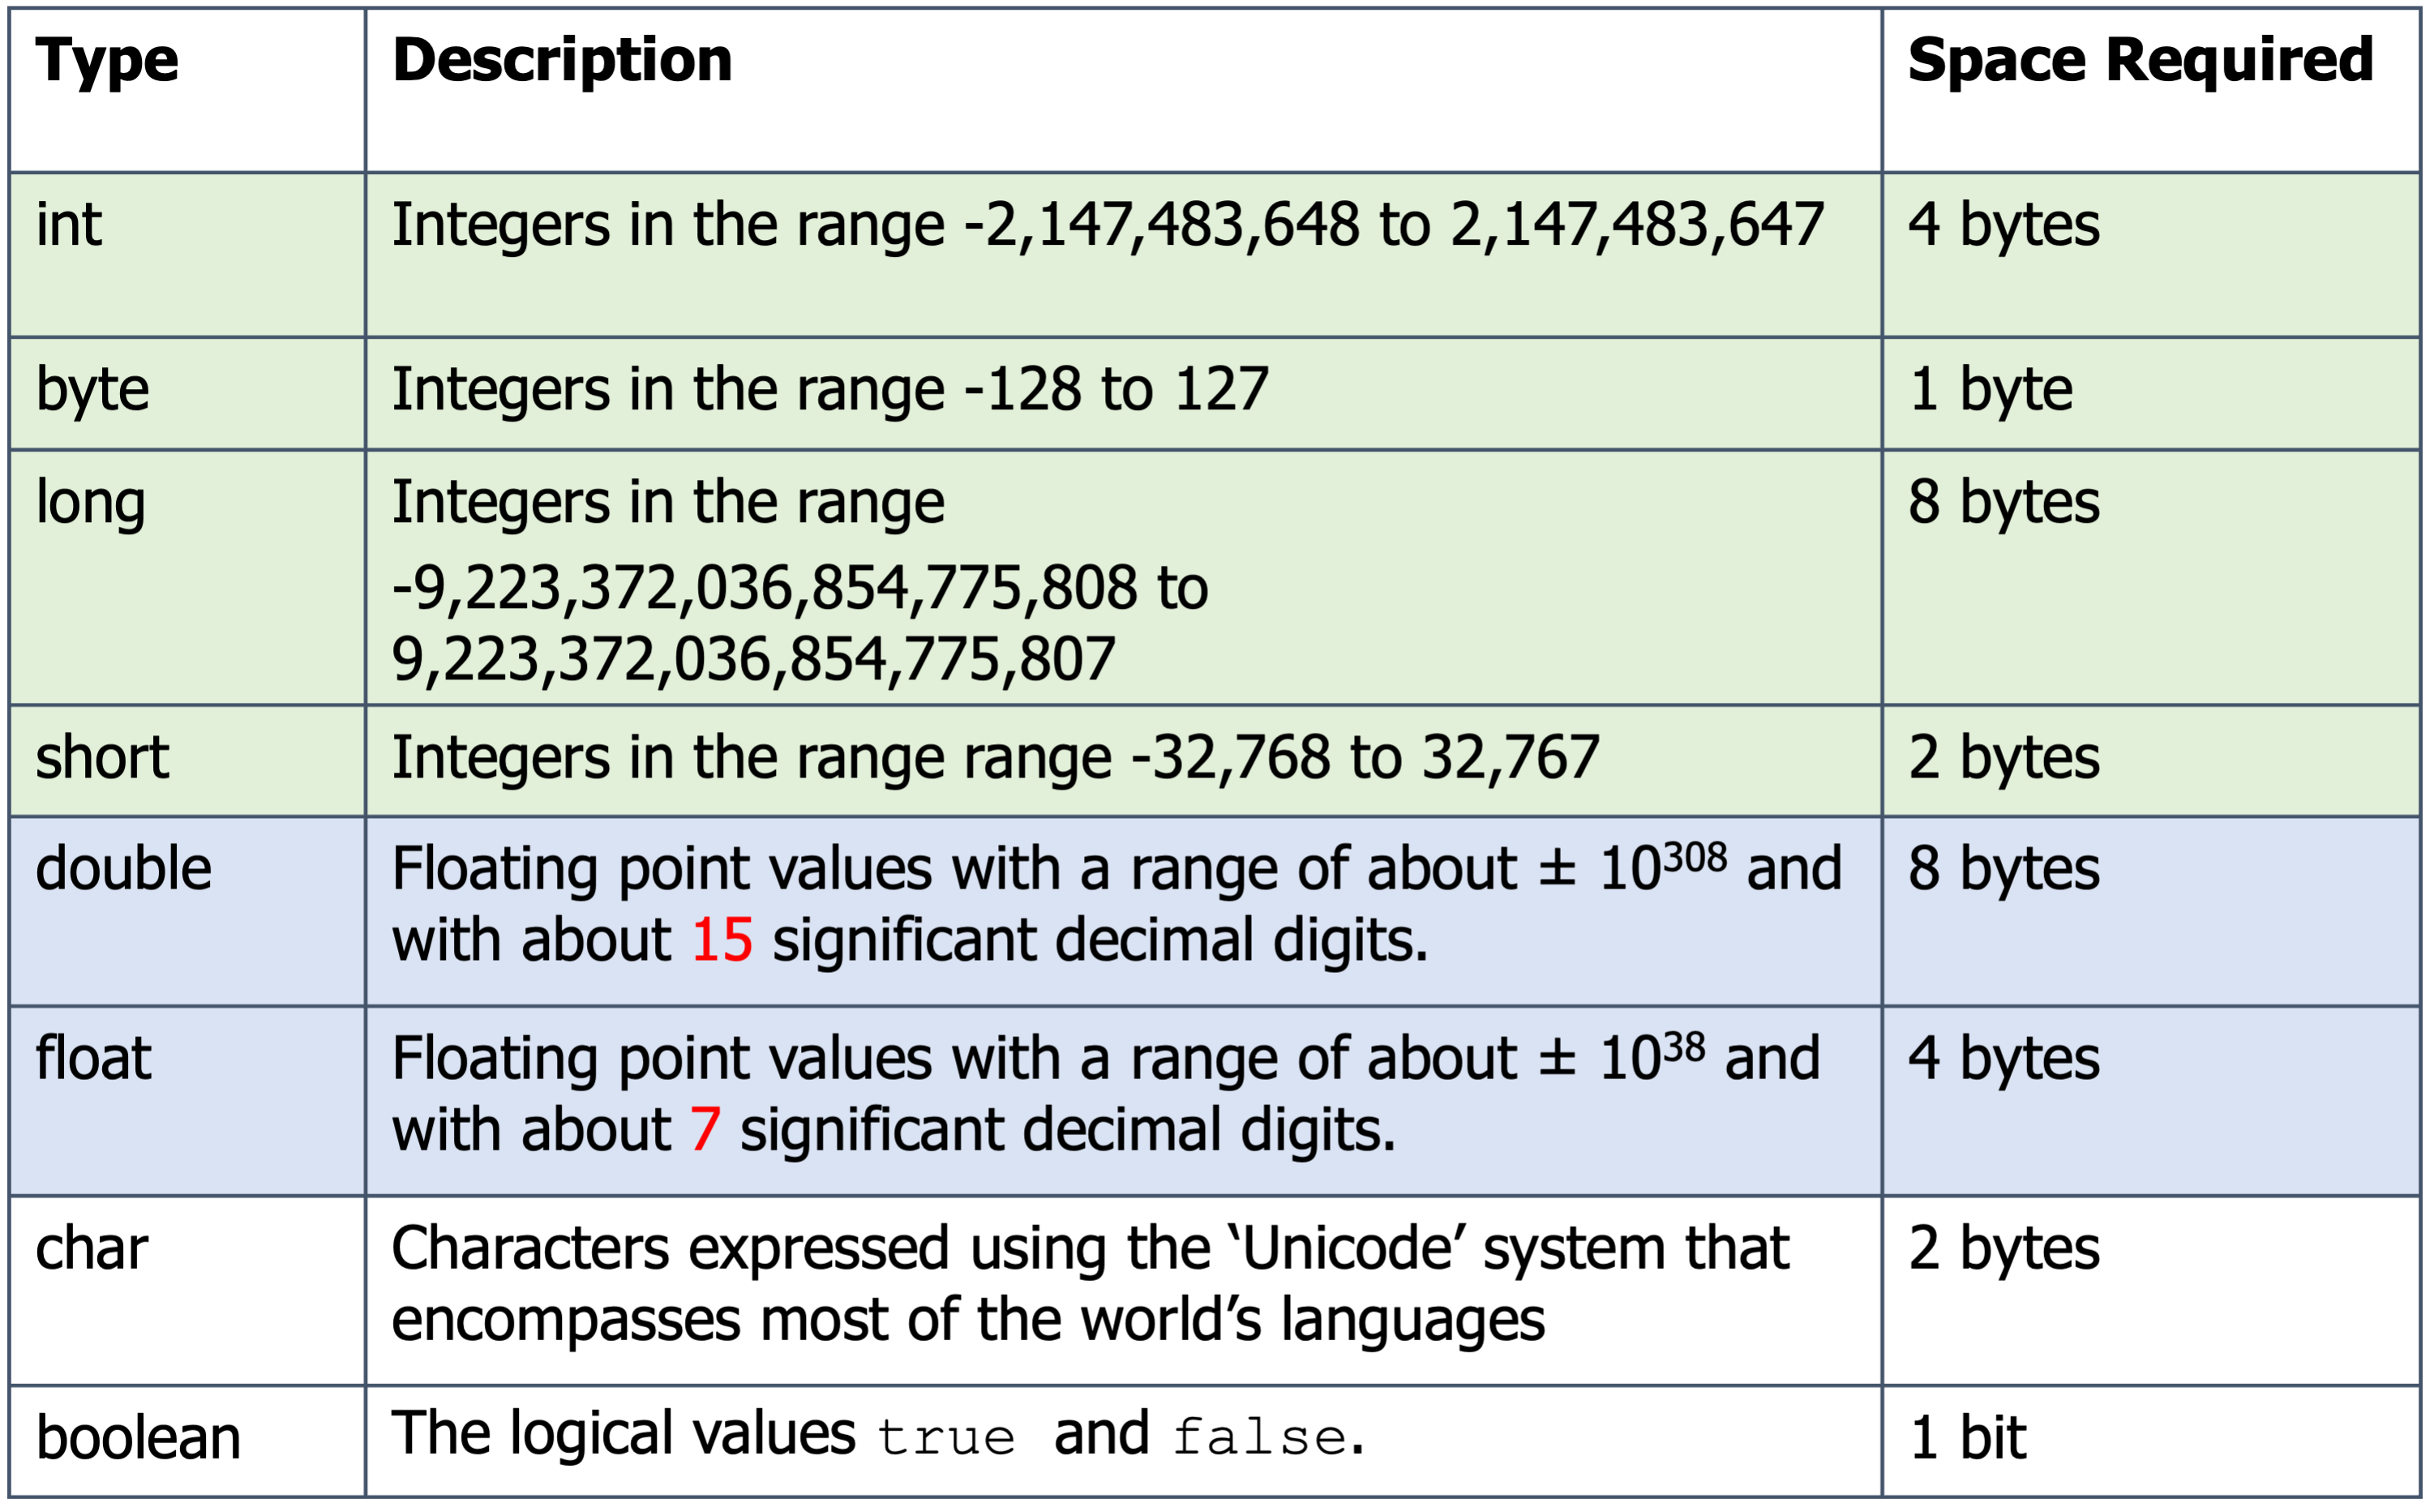 Type Description Space Required
int Integers in the range -2,147,483,648 to 2,147,483,647 4 bytes
byte Integers in the range -128 to 127 1 byte
long Integers in the range 8 bytes
-9,223,372,036,854,775,808 to
9,223,372,036,854,775,807
short Integers in the range range -32,768 to 32,767 2 bytes
double Floating point values with a range of about ± 10³⁰⁸ and 8 bytes
with about 15 significant decimal digits.
float Floating point values with a range of about ± 10³⁸ and 4 bytes
with about 7 significant decimal digits.
char Characters expressed using the ‘Unicode’ system that 2 bytes
encompasses most of the world’s languages
boolean The logical values true and false. 1 bit